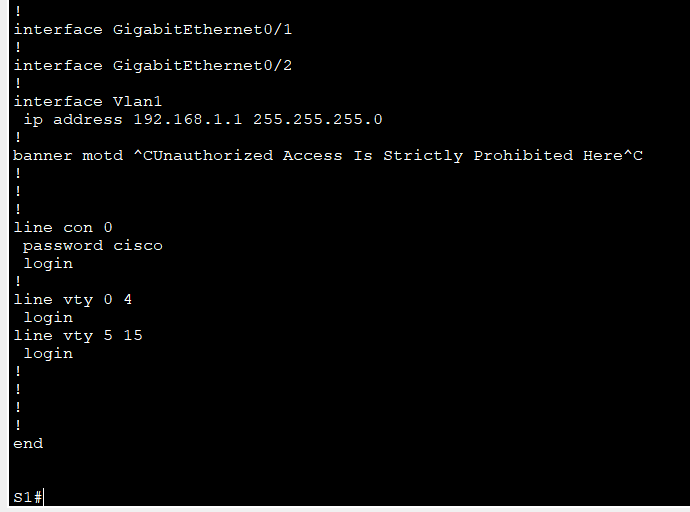 !
interface GigabitEthernet0/1
!
interface GigabitEthernet0/2
!
interface Vlan1
 ip address 192.168.1.1 255.255.255.0
!
banner motd ^CUnauthorized Access Is Strictly Prohibited Here^C
!
!
!
line con 0
 password cisco
 login
!
line vty 0 4
 login
line vty 5 15
 login
!
!
!
!
end
S1#